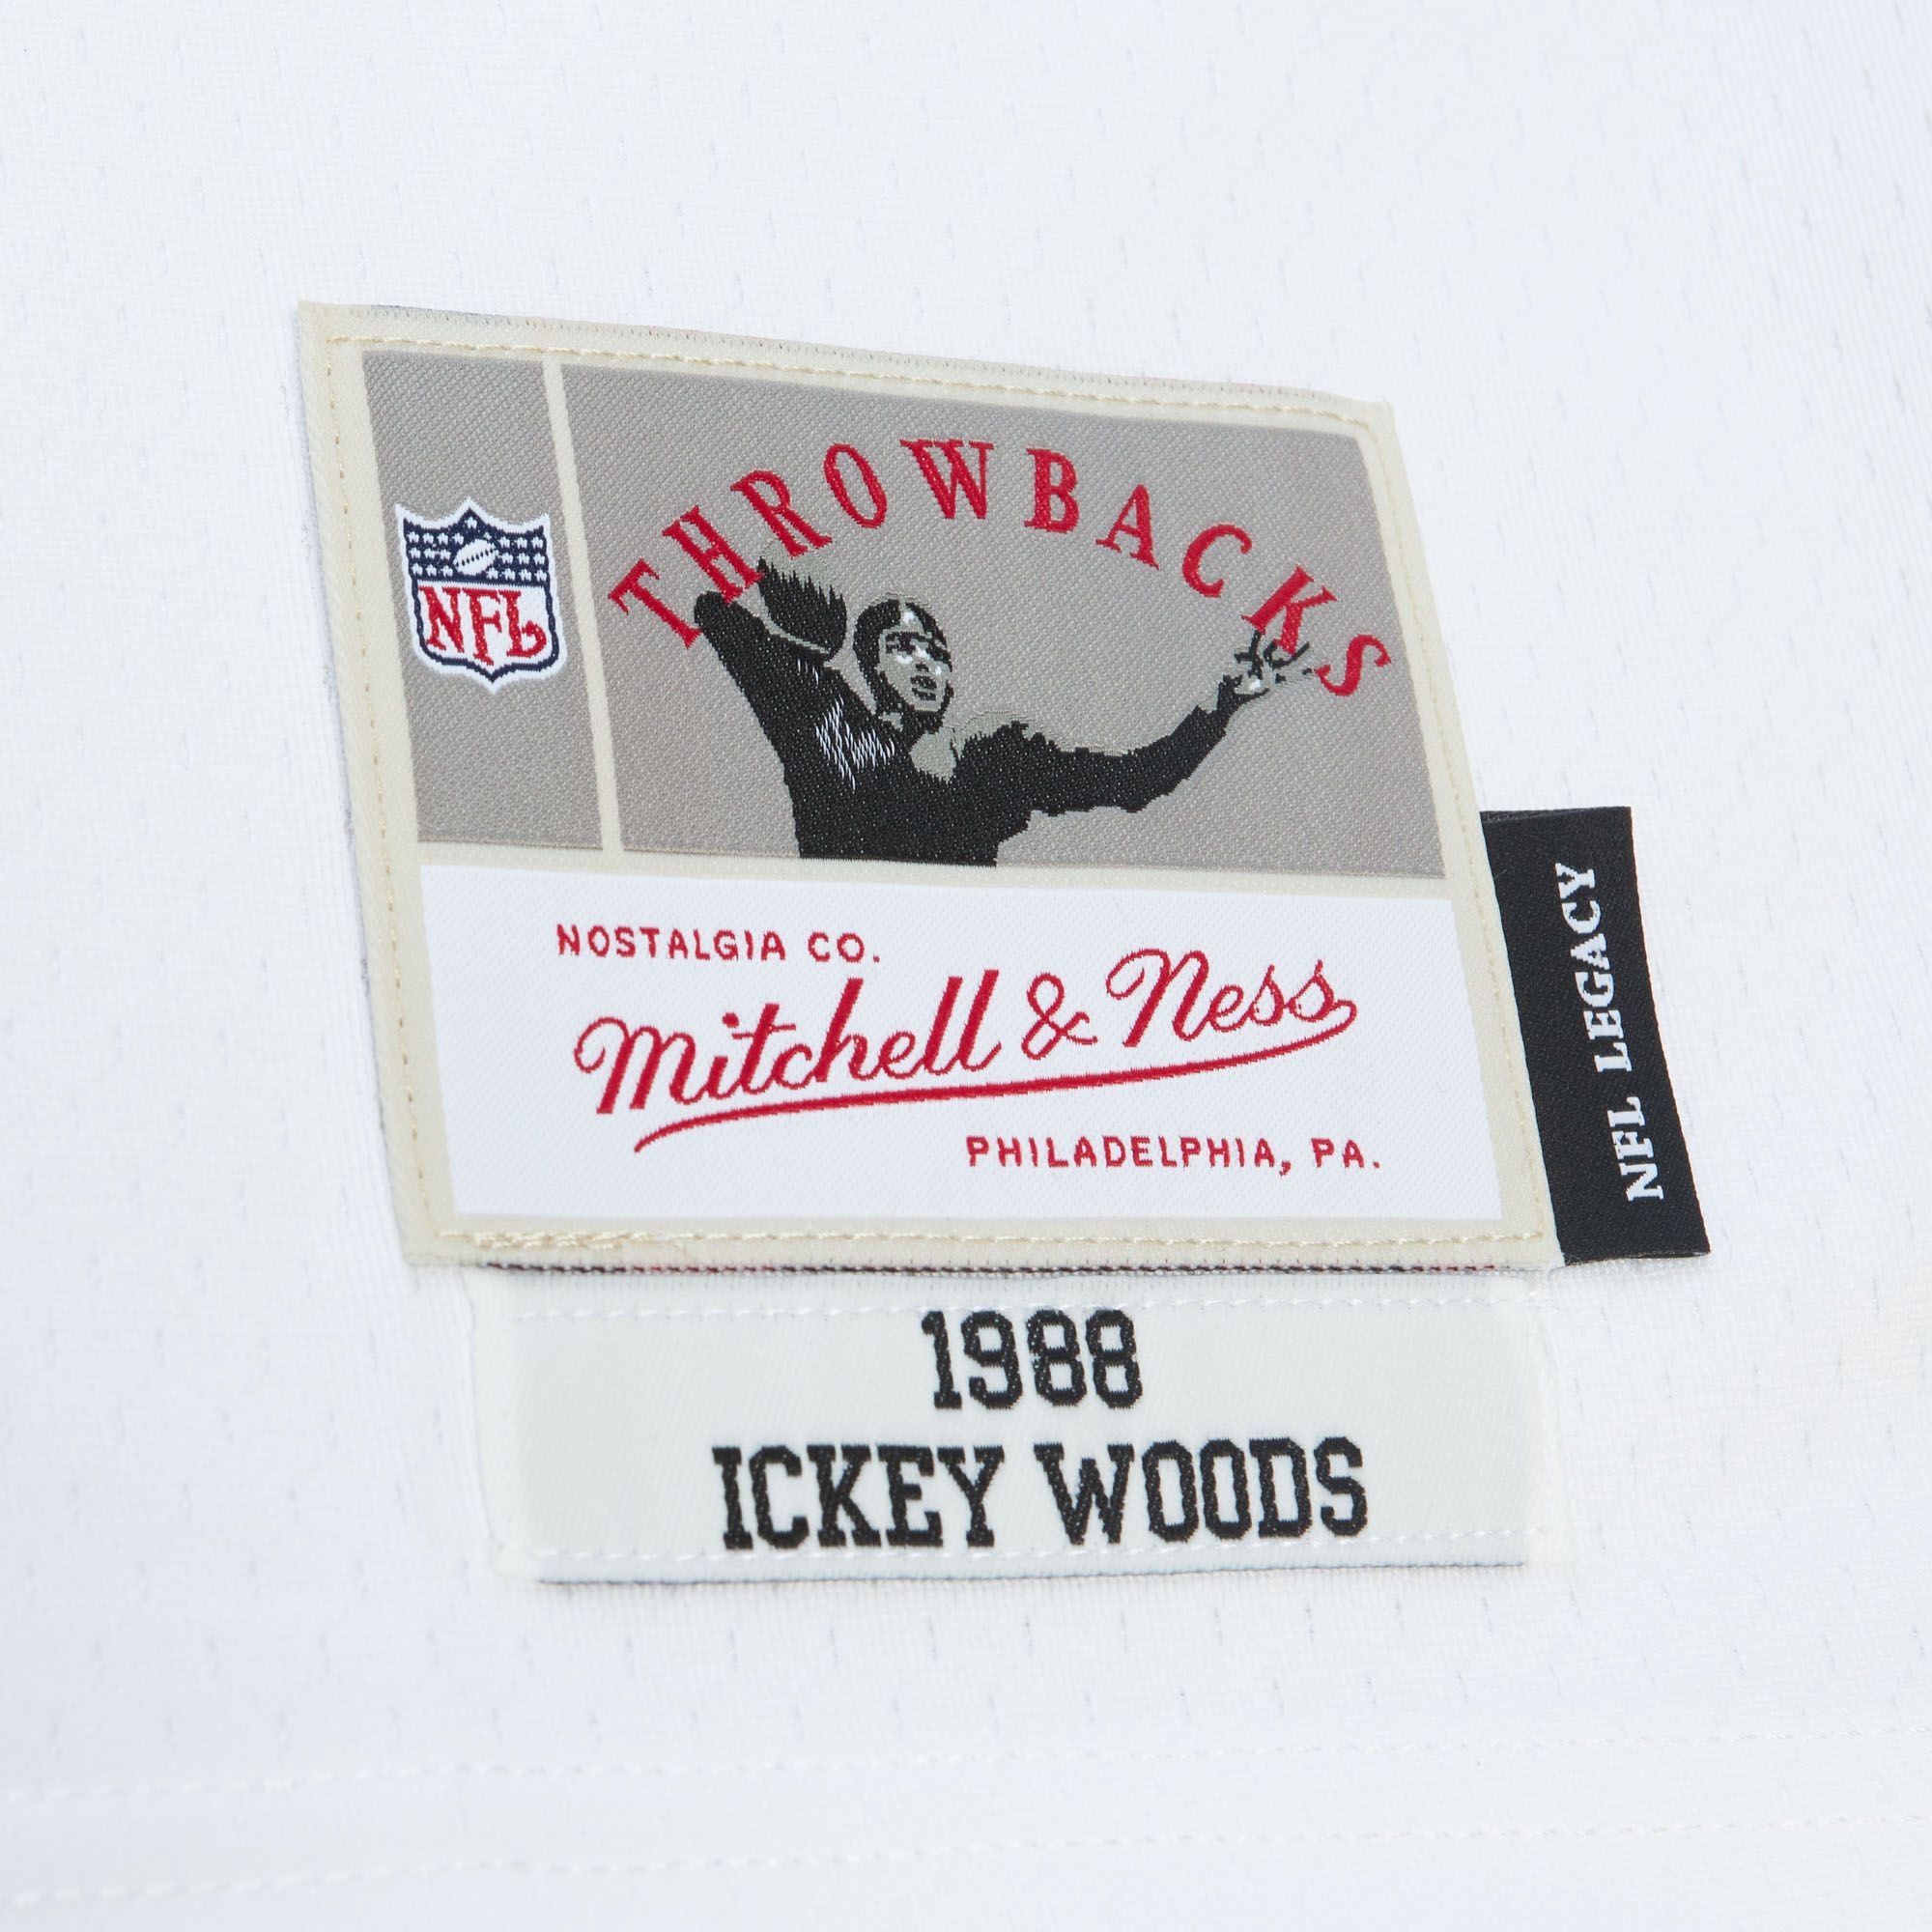 THROWBACKS
NFL
NOSTALGIA CO.
Mitchell & Ness
PHILADELPHIA, PA.
NFL LEGACY
1988
ICKEY WOODS